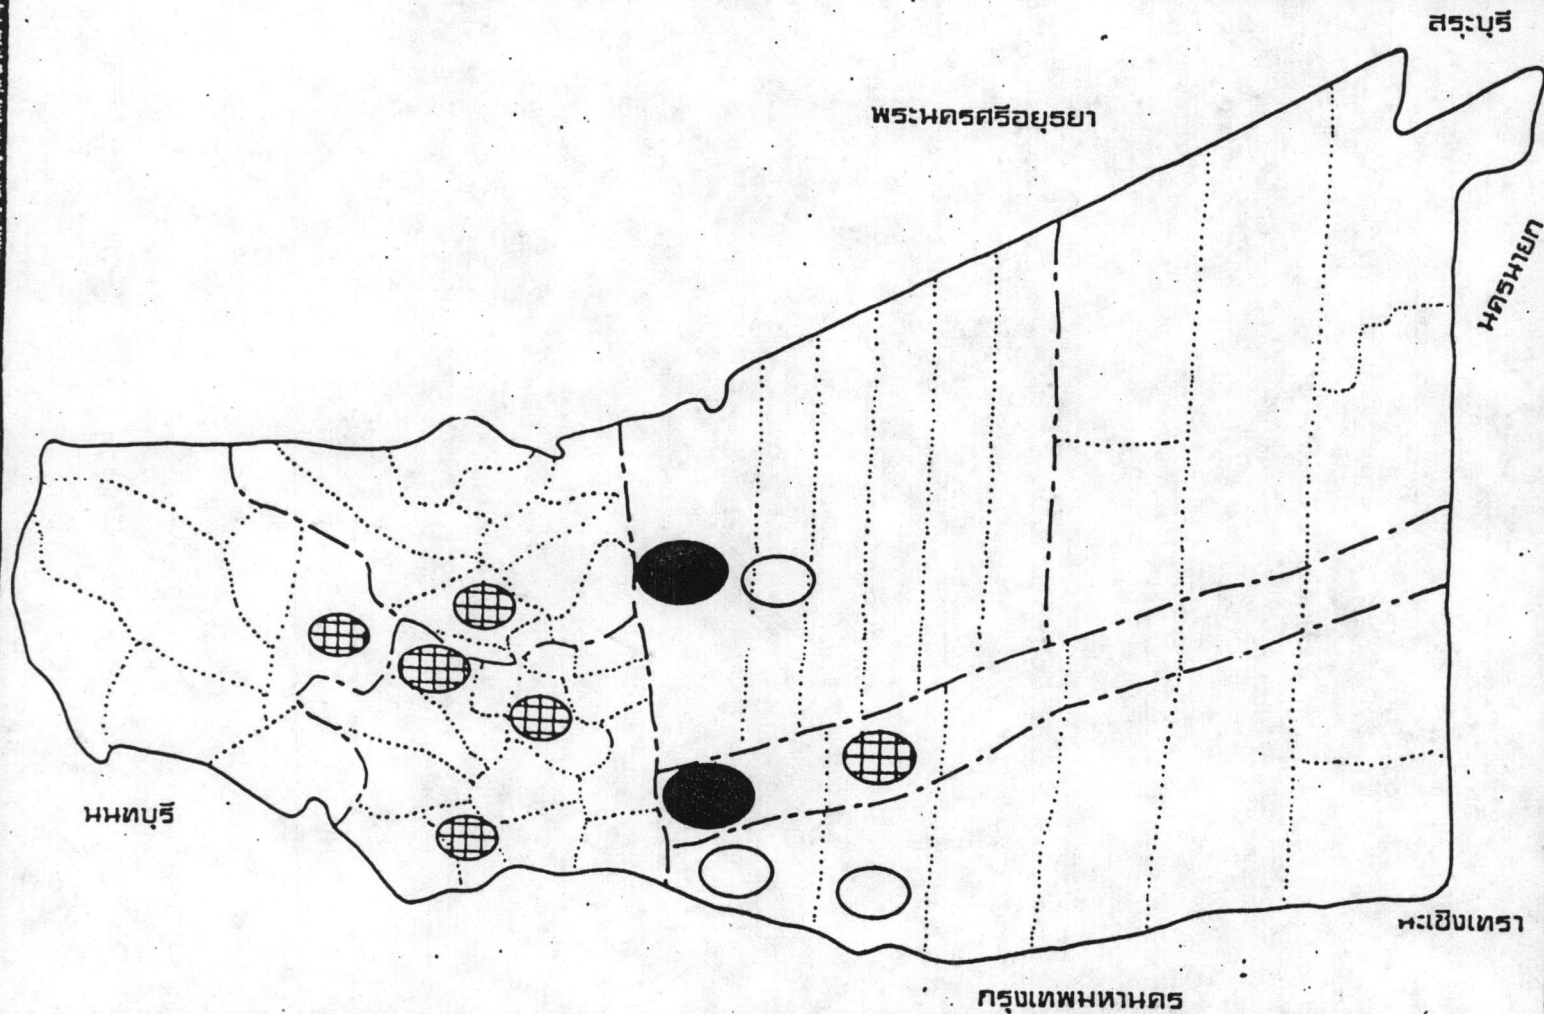 สระบุรี
พระนครศรีอยุธยา
นครนายก
นนทบุรี
ฉะเชิงเทรา
กรุงเทพมหานคร